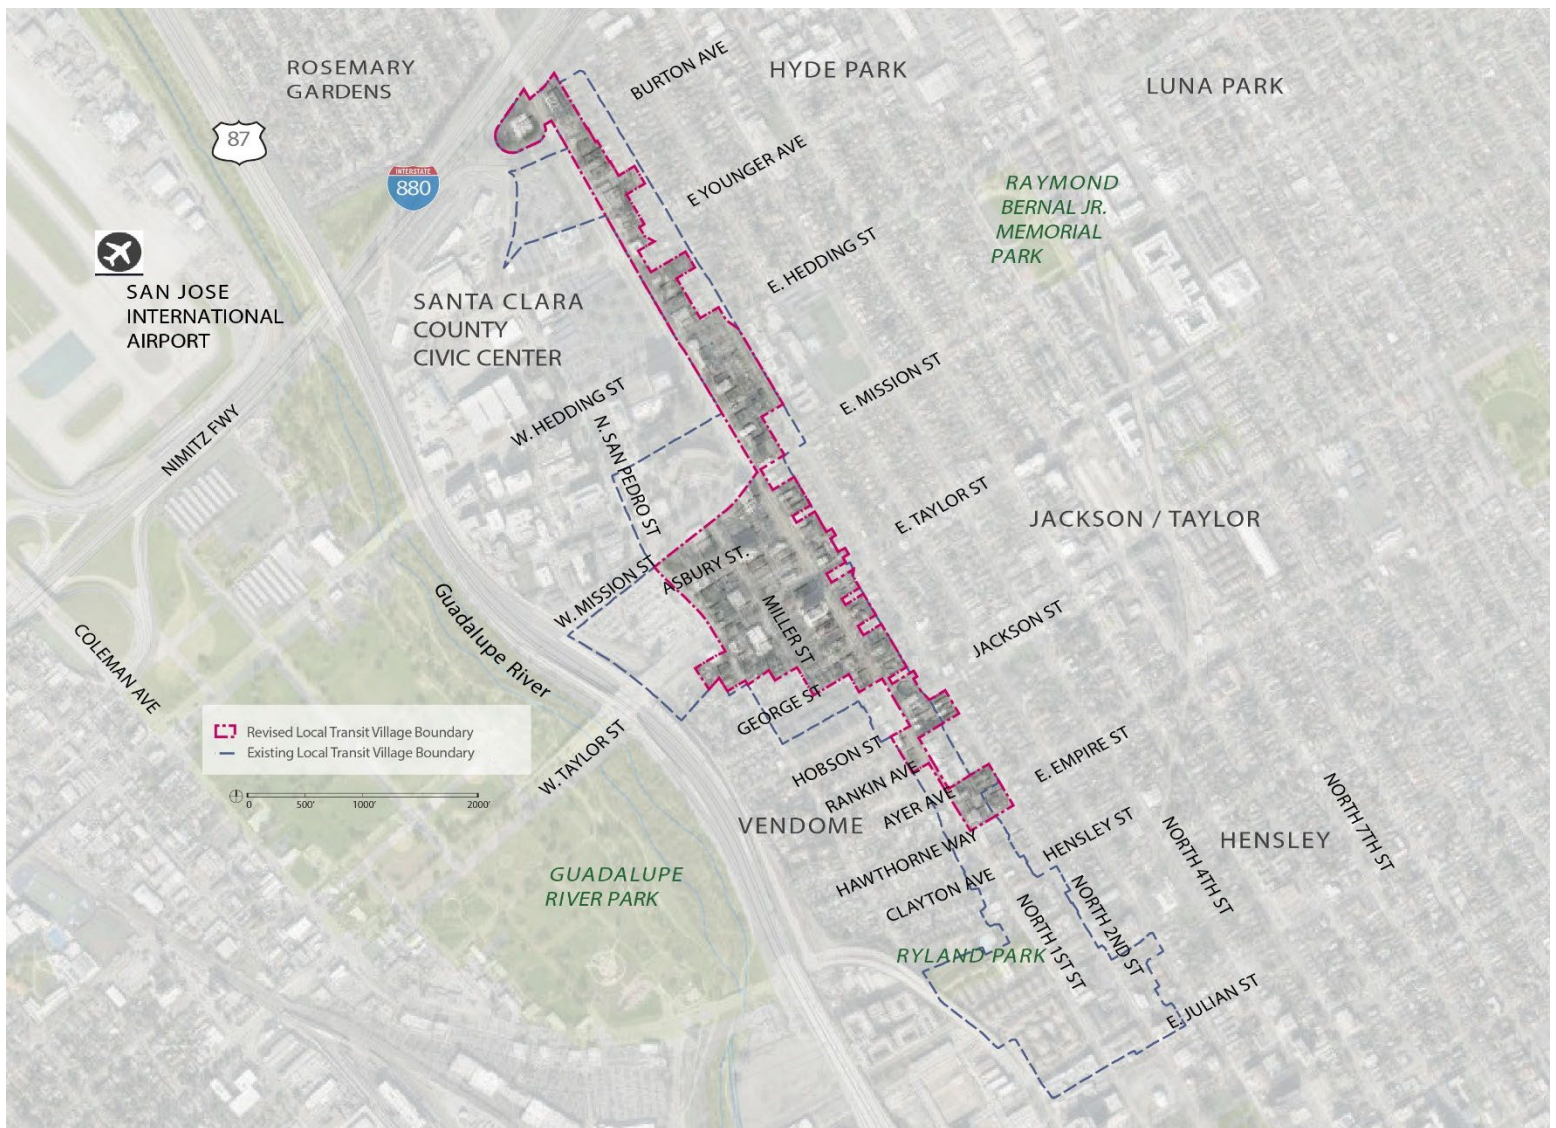 ROSEMARY
GARDENS
BURTON AVE
HYDE PARK
LUNA PARK
87
INTERSTATE
880
E YOUNGER AVE
RAYMOND
BERNAL JR.
MEMORIAL
PARK
E. HEDDING ST
SAN JOSE
INTERNATIONAL
AIRPORT
SANTA CLARA
COUNTY
CIVIC CENTER
E. MISSION ST
W. HEDDING ST
N. SAN PEDRO ST
NIMITZ FWY
E. TAYLOR ST
JACKSON / TAYLOR
ASBURY ST.
W. MISSION ST
MILLER ST
Guadalupe River
COLEMAN AVE
JACKSON ST
GEORGE ST
Revised Local Transit Village Boundary
Existing Local Transit Village Boundary
0 500' 1000' 2000'
W. TAYLOR ST
HOBSON ST
RANKIN AVE
AYER AVE
E. EMPIRE ST
VENDOME
HAWTHORNE WAY
HENSLEY ST
HENSLEY
NORTH 7TH ST
NORTH 4TH ST
CLAYTON AVE
GUADALUPE
RIVER PARK
NORTH 2ND ST
NORTH 1ST ST
RYLAND PARK
E. JULIAN ST